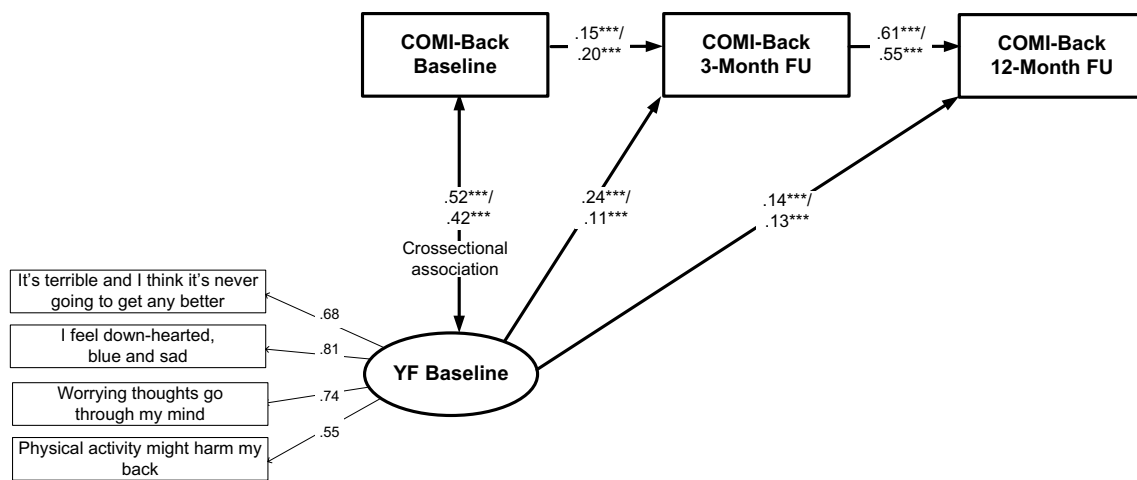 COMI-Back
Baseline
.15***/
.20***
COMI-Back
3-Month FU
.61***/
.55***
COMI-Back
12-Month FU
.52***/
.42***
Crossectional
association
.24***/
.11***
.14***/
.13***
It's terrible and I think it's never
going to get any better
.68
I feel down-hearted,
blue and sad
.81
YF Baseline
Worrying thoughts go
through my mind
.74
Physical activity might harm my
back
.55